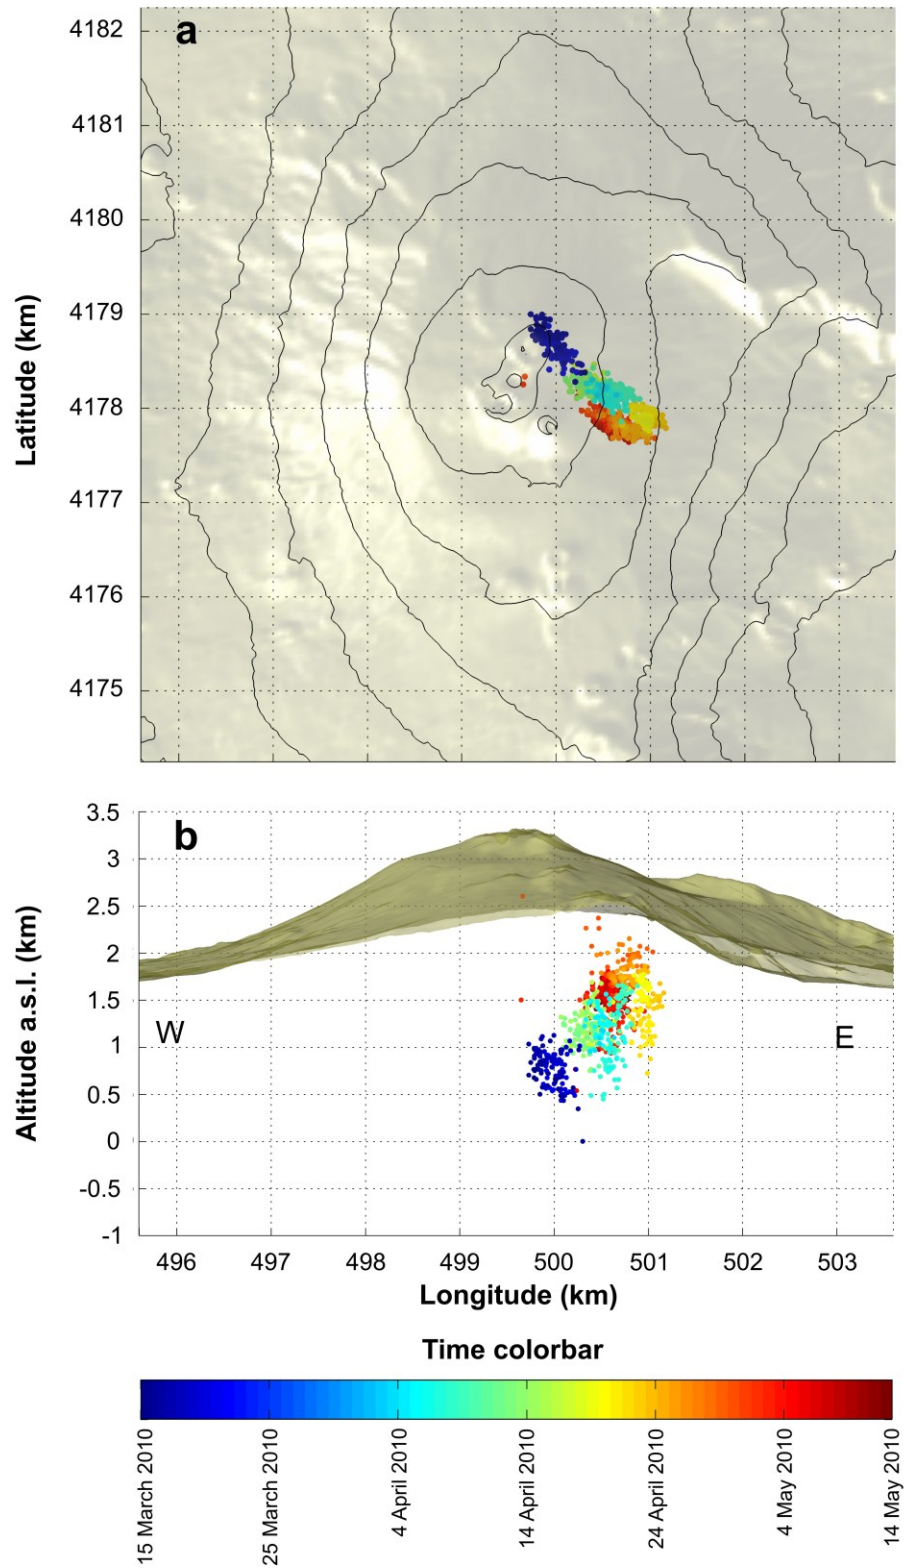 a
4182
4181
4180
4179
4178
4177
4176
4175
Latitude (km)
b
3.5
3
2.5
2
1.5
1
0.5
0
-0.5
-1
Altitude a.s.l. (km)
W
E
496 497 498 499 500 501 502 503
Longitude (km)
Time colorbar
15 March 2010
25 March 2010
4 April 2010
14 April 2010
24 April 2010
4 May 2010
14 May 2010